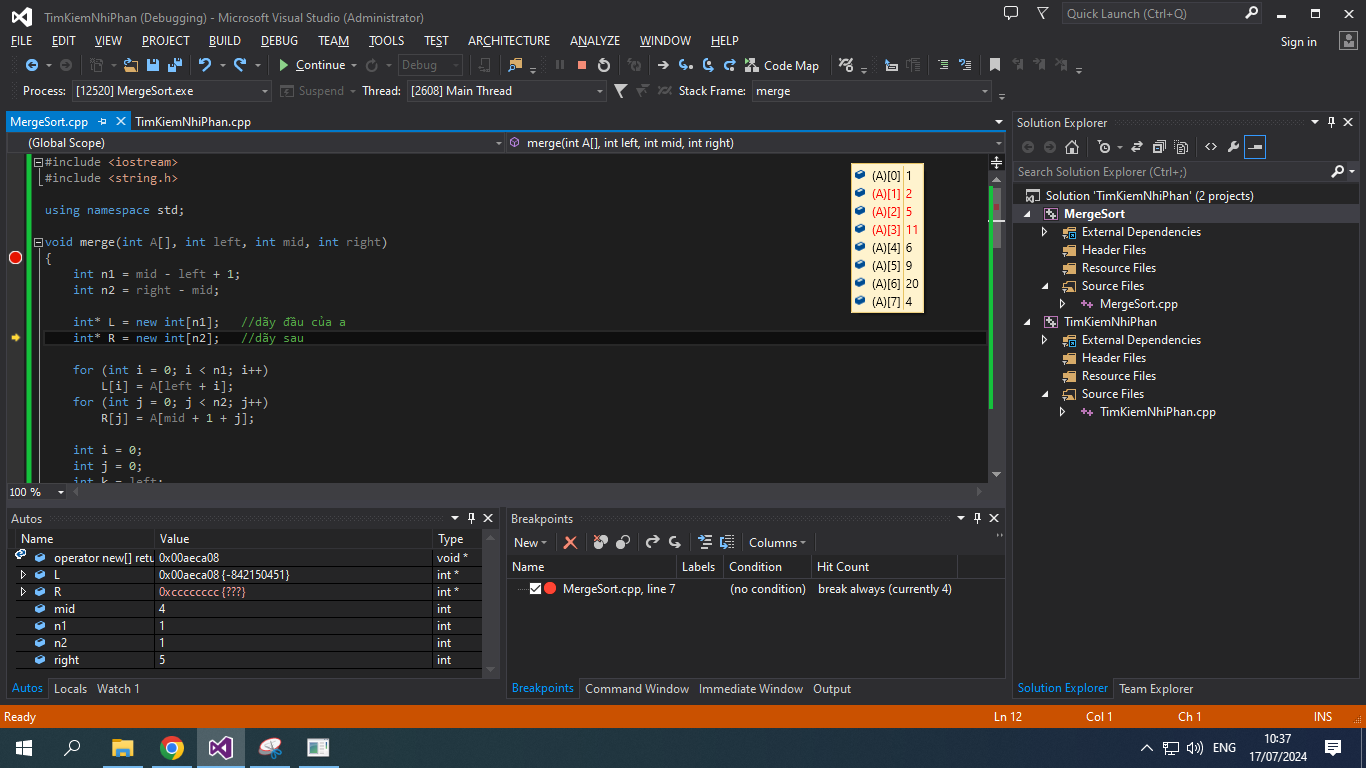 TimKiemNhiPhan (Debugging) - Microsoft Visual Studio (Administrator)
Quick Launch (Ctrl+Q)
FILE EDIT VIEW PROJECT BUILD DEBUG TEAM TOOLS TEST ARCHITECTURE ANALYZE WINDOW HELP
Sign in
Continue Debug Code Map
Process: [12520] MergeSort.exe Suspend Thread: [2608] Main Thread Stack Frame: merge
MergeSort.cpp TimKiemNhiPhan.cpp
(Global Scope) merge(int A[], int left, int mid, int right)
#include <iostream>
#include <string.h>
using namespace std;
void merge(int A[], int left, int mid, int right)
{
int n1 = mid - left + 1;
int n2 = right - mid;
int* L = new int[n1]; //dãy đầu của a
int* R = new int[n2]; //dãy sau
for (int i = 0; i < n1; i++)
L[i] = A[left + i];
for (int j = 0; j < n2; j++)
R[j] = A[mid + 1 + j];
int i = 0;
int j = 0;
int k = left;
(A)[0] 1
(A)[1] 2
(A)[2] 5
(A)[3] 11
(A)[4] 6
(A)[5] 9
(A)[6] 20
(A)[7] 4
100 %
Solution Explorer
Search Solution Explorer (Ctrl+;)
Solution 'TimKiemNhiPhan' (2 projects)
MergeSort
External Dependencies
Header Files
Resource Files
Source Files
MergeSort.cpp
TimKiemNhiPhan
External Dependencies
Header Files
Resource Files
Source Files
TimKiemNhiPhan.cpp
Solution Explorer Team Explorer
Autos
Name Value Type
operator new[] retu 0x00aeca08 void *
L 0x00aeca08 {-842150451} int *
R 0xcccccccc {???} int *
mid 4 int
n1 1 int
n2 1 int
right 5 int
Autos Locals Watch 1
Breakpoints
New Columns
Name Labels Condition Hit Count
MergeSort.cpp, line 7 (no condition) break always (currently 4)
Breakpoints Command Window Immediate Window Output
Ready Ln 12 Col 1 Ch 1 INS
ENG
10:37
17/07/2024